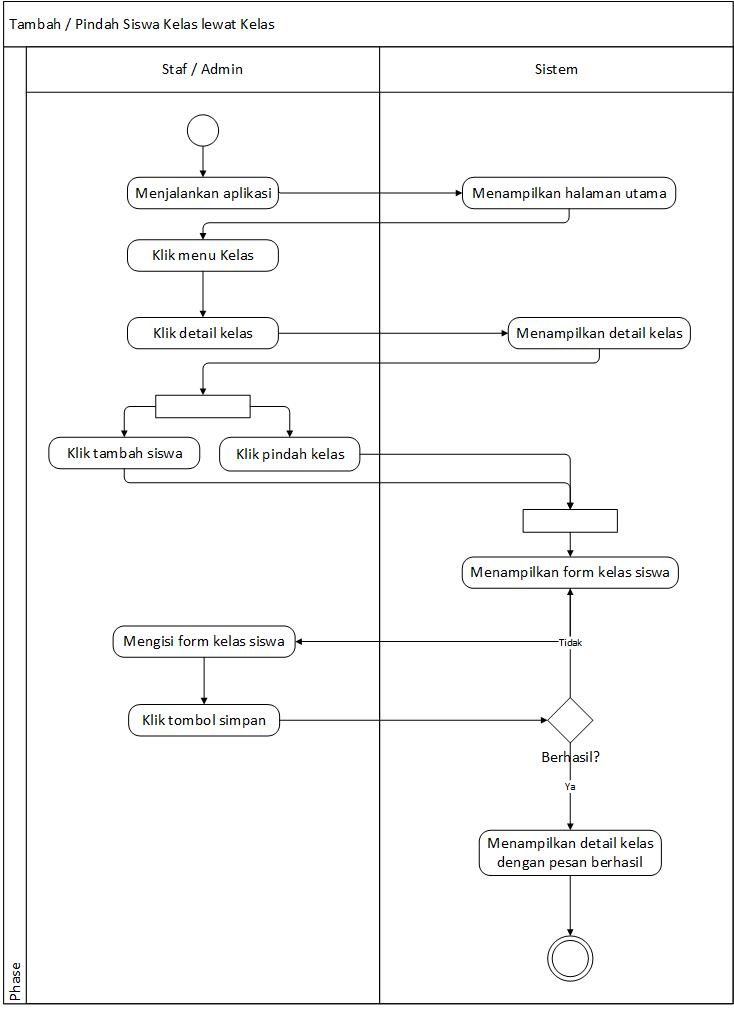 Tambah / Pindah Siswa Kelas lewat Kelas
Staf / Admin
Sistem
Menjalankan aplikasi
Menampilkan halaman utama
Klik menu Kelas
Klik detail kelas
Menampilkan detail kelas
Klik tambah siswa
Klik pindah kelas
Menampilkan form kelas siswa
Mengisi form kelas siswa
Tidak
Klik tombol simpan
Berhasil?
Ya
Menampilkan detail kelas
dengan pesan berhasil
Phase